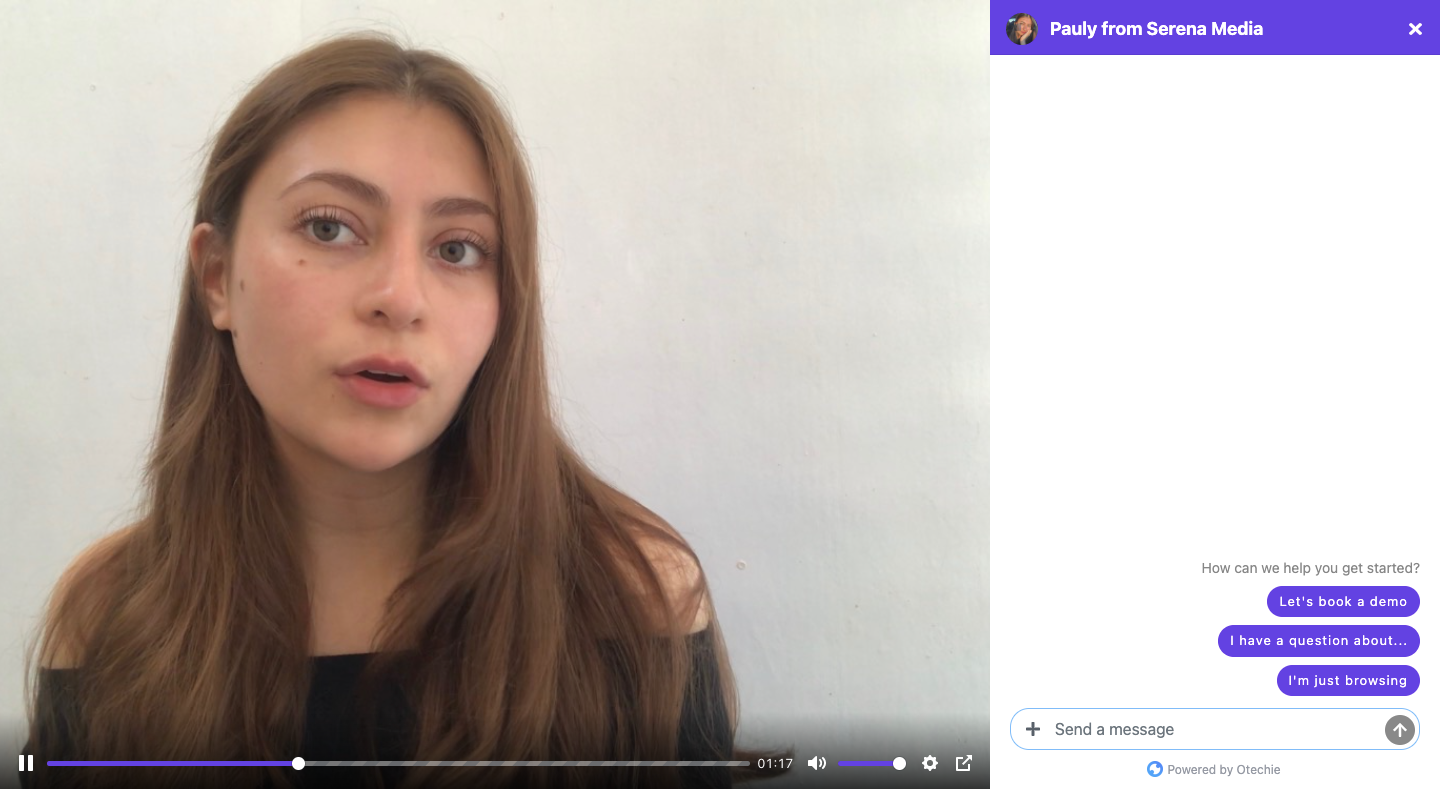 Pauly from Serena Media
How can we help you get started?
Let's book a demo
I have a question about...
I'm just browsing
Send a message
01:17
Powered by Otechie